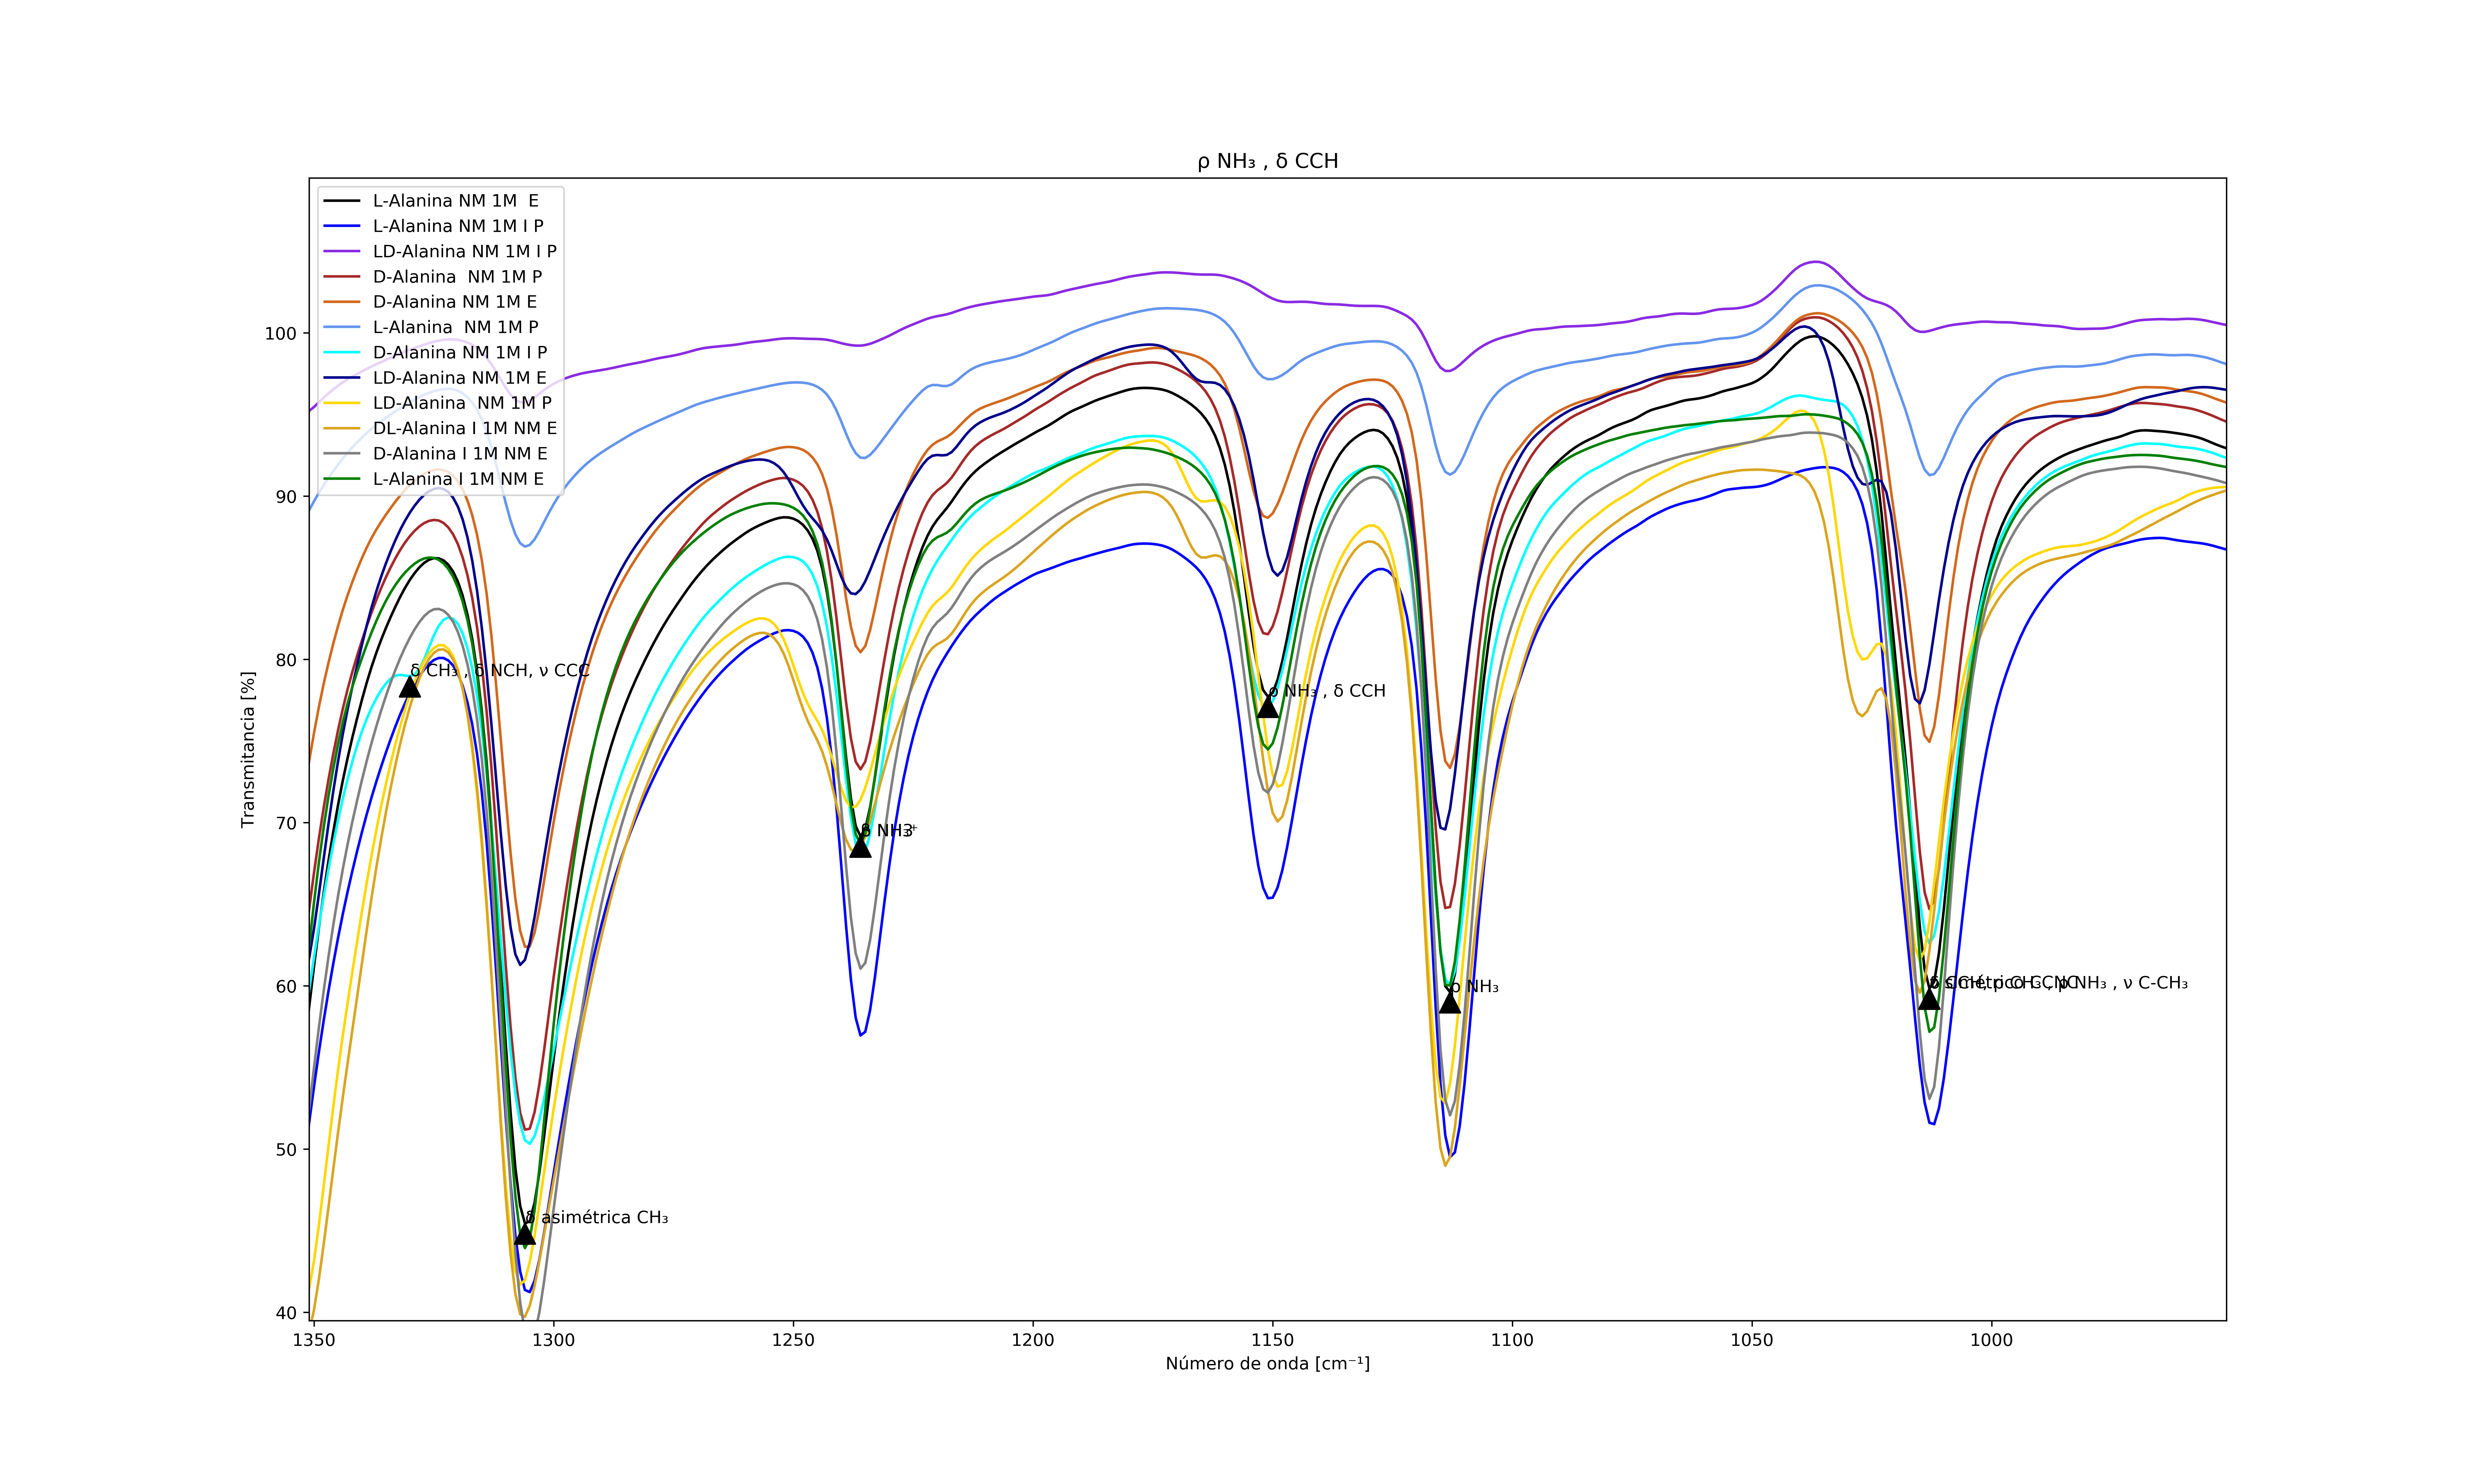 ρ NH₃ , δ CCH
L-Alanina NM 1M  E
L-Alanina NM 1M I P
LD-Alanina NM 1M I P
D-Alanina  NM 1M P
D-Alanina NM 1M E
L-Alanina  NM 1M P
D-Alanina NM 1M I P
LD-Alanina NM 1M E
LD-Alanina  NM 1M P
DL-Alanina I 1M NM E
D-Alanina I 1M NM E
L-Alanina I 1M NM E
100
90
80
70
60
50
40
Transmitancia [%]
δ CH₃ , δ NCH, ν CCC
ρ NH₃ , δ CCH
ρ NH₃
, ν C-CH₃
δ asimétrica CH₃
1350
1300
1250
1200
1150
1100
1050
1000
Número de onda [cm⁻¹]